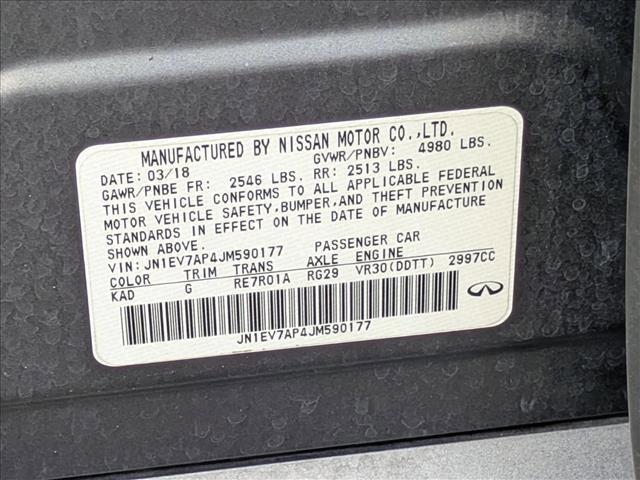 MANUFACTURED BY NISSAN MOTOR CO.,LTD.
DATE: 03/18 GVWR/PNBV: 4980 LBS.
GAWR/PNBE FR: 2546 LBS. RR: 2513 LBS.
THIS VEHICLE CONFORMS TO ALL APPLICABLE FEDERAL
MOTOR VEHICLE SAFETY, BUMPER, AND THEFT PREVENTION
STANDARDS IN EFFECT ON THE DATE OF MANUFACTURE
SHOWN ABOVE.
VIN: JN1EV7AP4JM590177 PASSENGER CAR
COLOR TRIM TRANS AXLE ENGINE
KAD G RE7R01A RG29 VR30(DDTT) 2997CC
JN1EV7AP4JM590177